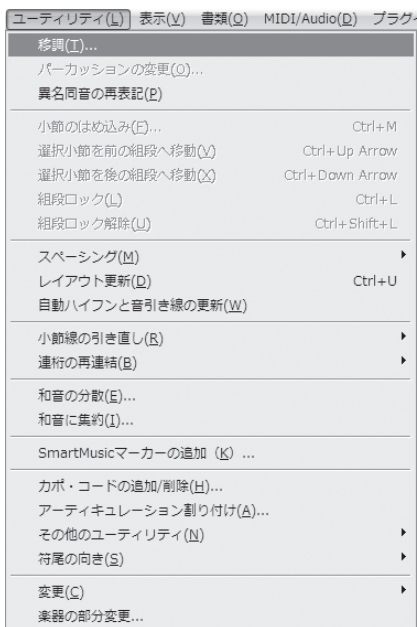 ユーティリティ(L) 表示(V) 書類(O) MIDI/Audio(D) プラグ
移調(T)...
パーカッションの変更(O)...
異名同音の再表記(P)
小節のはめ込み(F)... Ctrl+M
選択小節を前の組段へ移動(V) Ctrl+Up Arrow
選択小節を後の組段へ移動(X) Ctrl+Down Arrow
組段ロック(L) Ctrl+L
組段ロック解除(U) Ctrl+Shift+L
スペーシング(M)
レイアウト更新(D) Ctrl+U
自動ハイフンと音引き線の更新(W)
小節線の引き直し(R)
連桁の再連結(B)
和音の分散(E)...
和音に集約(I)...
SmartMusicマーカーの追加（K）...
カポ・コードの追加/削除(H)...
アーティキュレーション割り付け(A)...
その他のユーティリティ(N)
符尾の向き(S)
変更(C)
楽器の部分変更...